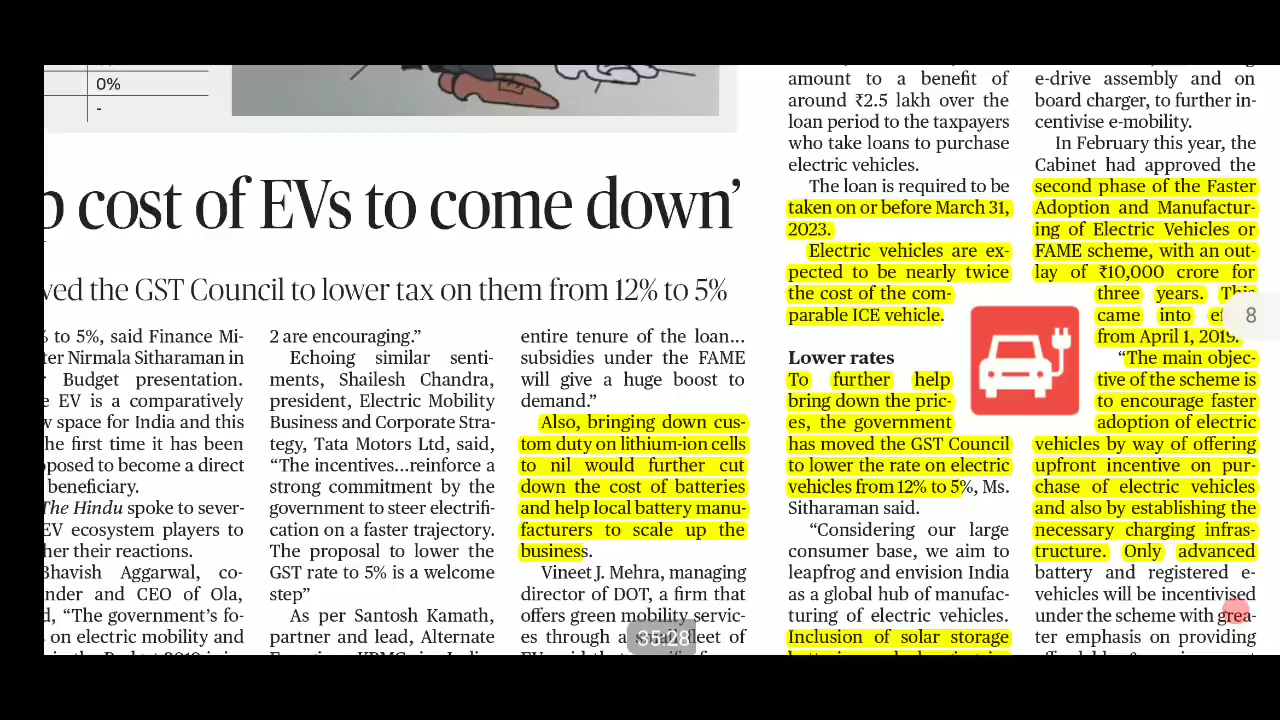 0%
-
p cost of EVs to come down’
ved the GST Council to lower tax on them from 12% to 5%
% to 5%, said Finance Mi-
ter Nirmala Sitharaman in
Budget presentation.
e EV is a comparatively
w space for India and this
he first time it has been
posed to become a direct
beneficiary.
The Hindu spoke to sever-
EV ecosystem players to
her their reactions.
Bhavish Aggarwal, co-
nder and CEO of Ola,
d, “The government’s fo-
on electric mobility and
2 are encouraging.”
Echoing similar senti-
ments, Shailesh Chandra,
president, Electric Mobility
Business and Corporate Stra-
tegy, Tata Motors Ltd, said,
“The incentives...reinforce a
strong commitment by the
government to steer electrifi-
cation on a faster trajectory.
The proposal to lower the
GST rate to 5% is a welcome
step”
As per Santosh Kamath,
partner and lead, Alternate
entire tenure of the loan...
subsidies under the FAME
will give a huge boost to
demand.”
Also, bringing down cus-
tom duty on lithium-ion cells
to nil would further cut
down the cost of batteries
and help local battery manu-
facturers to scale up the
business.
Vineet J. Mehra, managing
director of DOT, a firm that
offers green mobility servic-
es through a fleet of
35:28
amount to a benefit of
around ₹2.5 lakh over the
loan period to the taxpayers
who take loans to purchase
electric vehicles.
The loan is required to be
taken on or before March 31,
2023.
Electric vehicles are ex-
pected to be nearly twice
the cost of the com-
parable ICE vehicle.
Lower rates
To further help
bring down the pric-
es, the government
has moved the GST Council
to lower the rate on electric
vehicles from 12% to 5%, Ms.
Sitharaman said.
“Considering our large
consumer base, we aim to
leapfrog and envision India
as a global hub of manufac-
turing of electric vehicles.
Inclusion of solar storage
e-drive assembly and on
board charger, to further in-
centivise e-mobility.
In February this year, the
Cabinet had approved the
second phase of the Faster
Adoption and Manufactur-
ing of Electric Vehicles or
FAME scheme, with an out-
lay of ₹10,000 crore for
three years. This
came into
from April 1, 2019.
“The main objec-
tive of the scheme is
to encourage faster
adoption of electric
vehicles by way of offering
upfront incentive on pur-
chase of electric vehicles
and also by establishing the
necessary charging infras-
tructure. Only advanced
battery and registered e-
vehicles will be incentivised
under the scheme with grea-
ter emphasis on providing
8